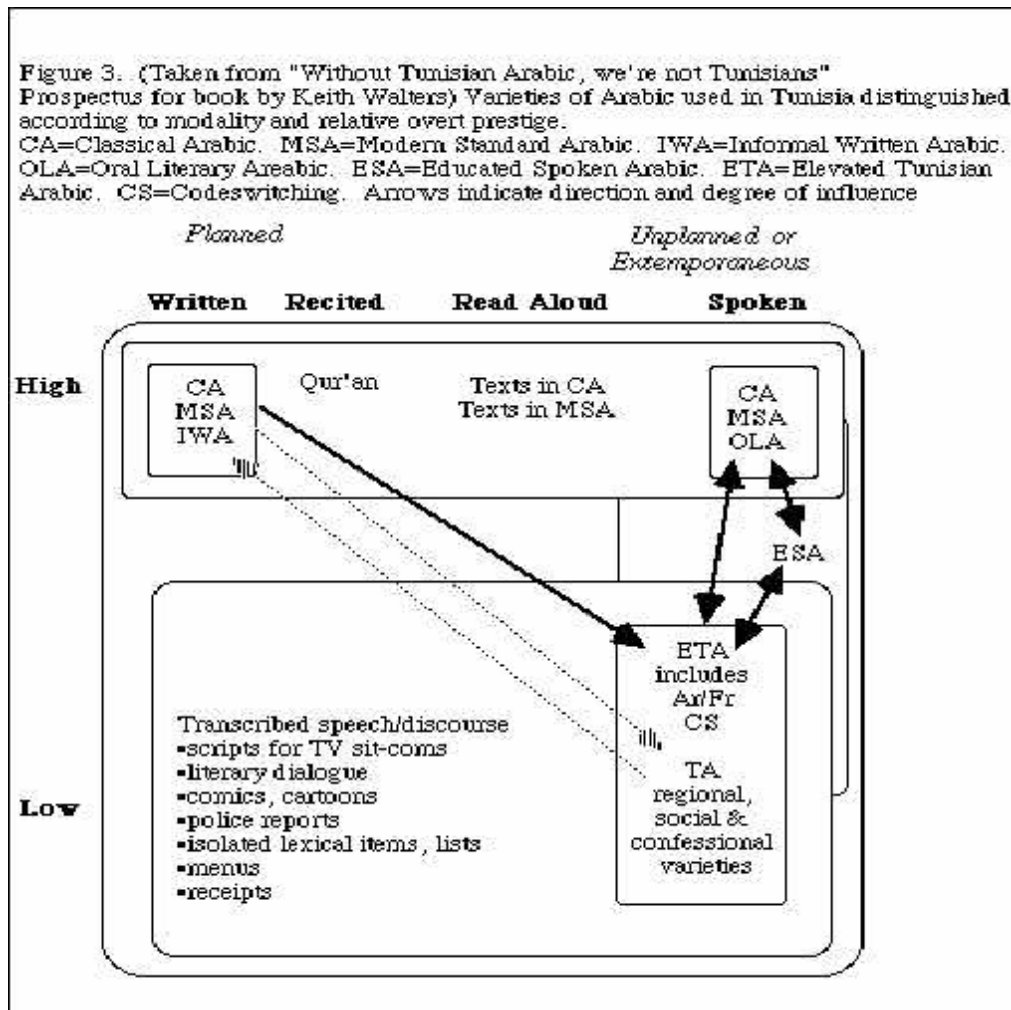 Figure 3. (Taken from "Without Tunisian Arabic, we're not Tunisians"
Prospectus for book by Keith Walters) Varieties of Arabic used in Tunisia distinguished
according to modality and relative overt prestige.
CA=Classical Arabic. MSA=Modern Standard Arabic. IWA=Informal Written Arabic.
OLA=Oral Literary Areabic. ESA=Educated Spoken Arabic. ETA=Elevated Tunisian
Arabic. CS=Codeswitching. Arrows indicate direction and degree of influence
Planned
Unplanned or
Extemporaneous
Written Recited Read Aloud Spoken
High
CA
MSA
IWA
Qur'an
Texts in CA
Texts in MSA
CA
MSA
OLA
ESA
ETA
includes
Ar/Fr
CS
TA
regional,
social &
confessional
varieties
Low
Transcribed speech/discourse
▪scripts for TV sit-coms
▪literary dialogue
▪comics, cartoons
▪police reports
▪isolated lexical items, lists
▪menus
▪receipts